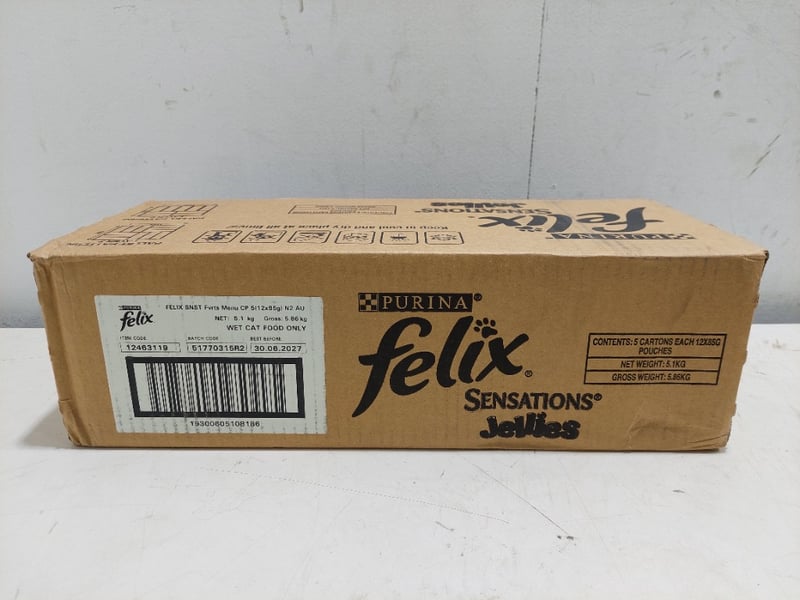 felix
PURINA®
SENSATIONS®
Jellies
Keep in cool and dry place at all times
PURINA
felix
FELIX SNST Fvrts Menu CP 5(12x85g) N2 AU
NET: 5.1 kg Gross: 5.86 kg
WET CAT FOOD ONLY
ITEM CODE BATCH CODE BEST BEFORE
12463119 51770315R2 30.06.2027
19300605108186
PURINA®
felix®
SENSATIONS®
Jellies
CONTENTS: 5 CARTONS EACH 12X85G
POUCHES
NET WEIGHT: 5.1KG
GROSS WEIGHT: 5.86KG